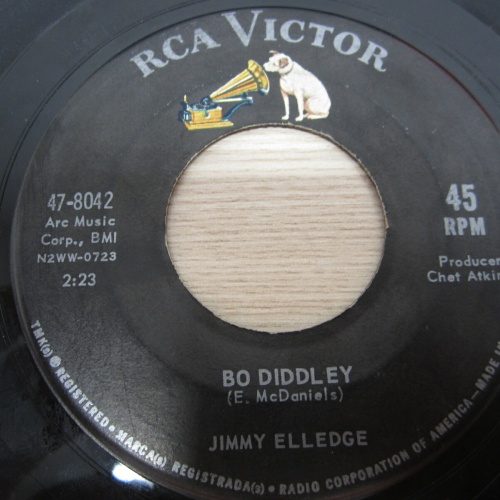 RCA VICTOR
47-8042
Arc Music
Corp., BMI
N2WW-0723
2:23
45
RPM
Producer
Chet Atkin
BO DIDDLEY
(E. McDaniels)
JIMMY ELLEDGE
TMK(s) ® REGISTERED • MARCA(s) REGISTRADA(s) • RADIO CORPORATION OF AMERICA—MADE IN